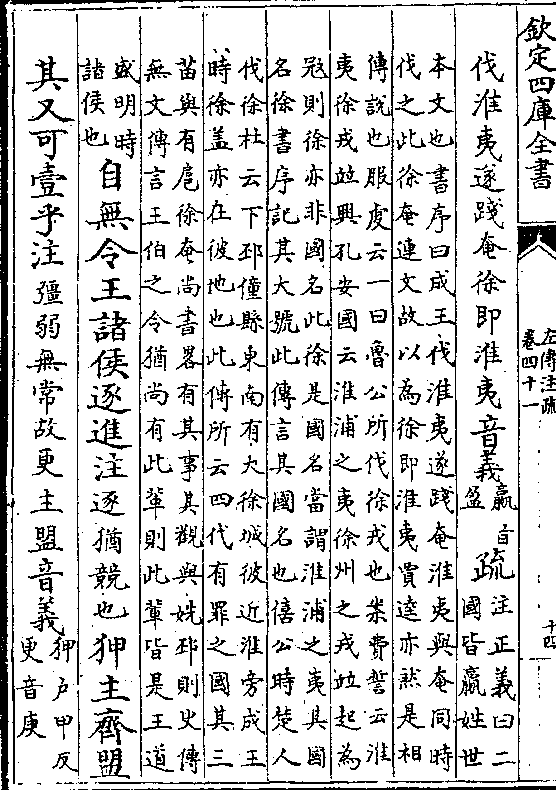 欽定四庫全書
左傳注疏
卷四十一
十四
伐淮夷遂踐奄徐即淮夷音義
嬴音
盈
疏
注正義曰二
國皆嬴姓世
本文也書序曰成王伐淮夷遂踐奄淮夷與奄同時
伐之此徐奄連文故以為徐即淮夷賈逵亦然是相
傳說也服虔云一曰魯公所伐徐戎也案費誓云淮
夷徐戎竝興孔安國云淮浦之夷徐州之戎竝起為
冦則徐亦非國名此徐是國名當謂淮浦之夷其國
名徐書序記其大號此傳言其國名也僖公時楚人
伐徐杜云下邳僮縣東南有大徐城彼近淮旁成王
時徐盖亦在彼地也此傳所云四代有罪之國其三
苗與有扈徐奄尚書畧有其事其觀與姺邳則史傳
無文傳言王伯之令猶尚有此輩則此輩皆是王道
盛明時
諸侯也
自無令王諸侯逐進注逐猶競也狎主齊盟
其又可壹乎注彊弱無常故更主盟音義
狎戶甲反
更音庚